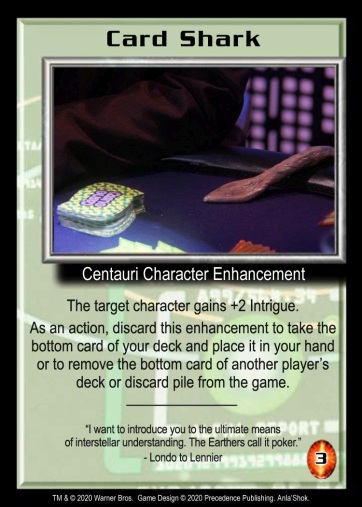 Card Shark
Centauri Character Enhancement
The target character gains +2 Intrigue.
As an action, discard this enhancement to take the
bottom card of your deck and place it in your hand
or to remove the bottom card of another player's
deck or discard pile from the game.
"I want to introduce you to the ultimate means
of interstellar understanding. The Earthers call it poker."
- Londo to Lennier
3
TM & © 2020 Warner Bros. Game Design © 2020 Precedence Publishing. Anla'Shok.